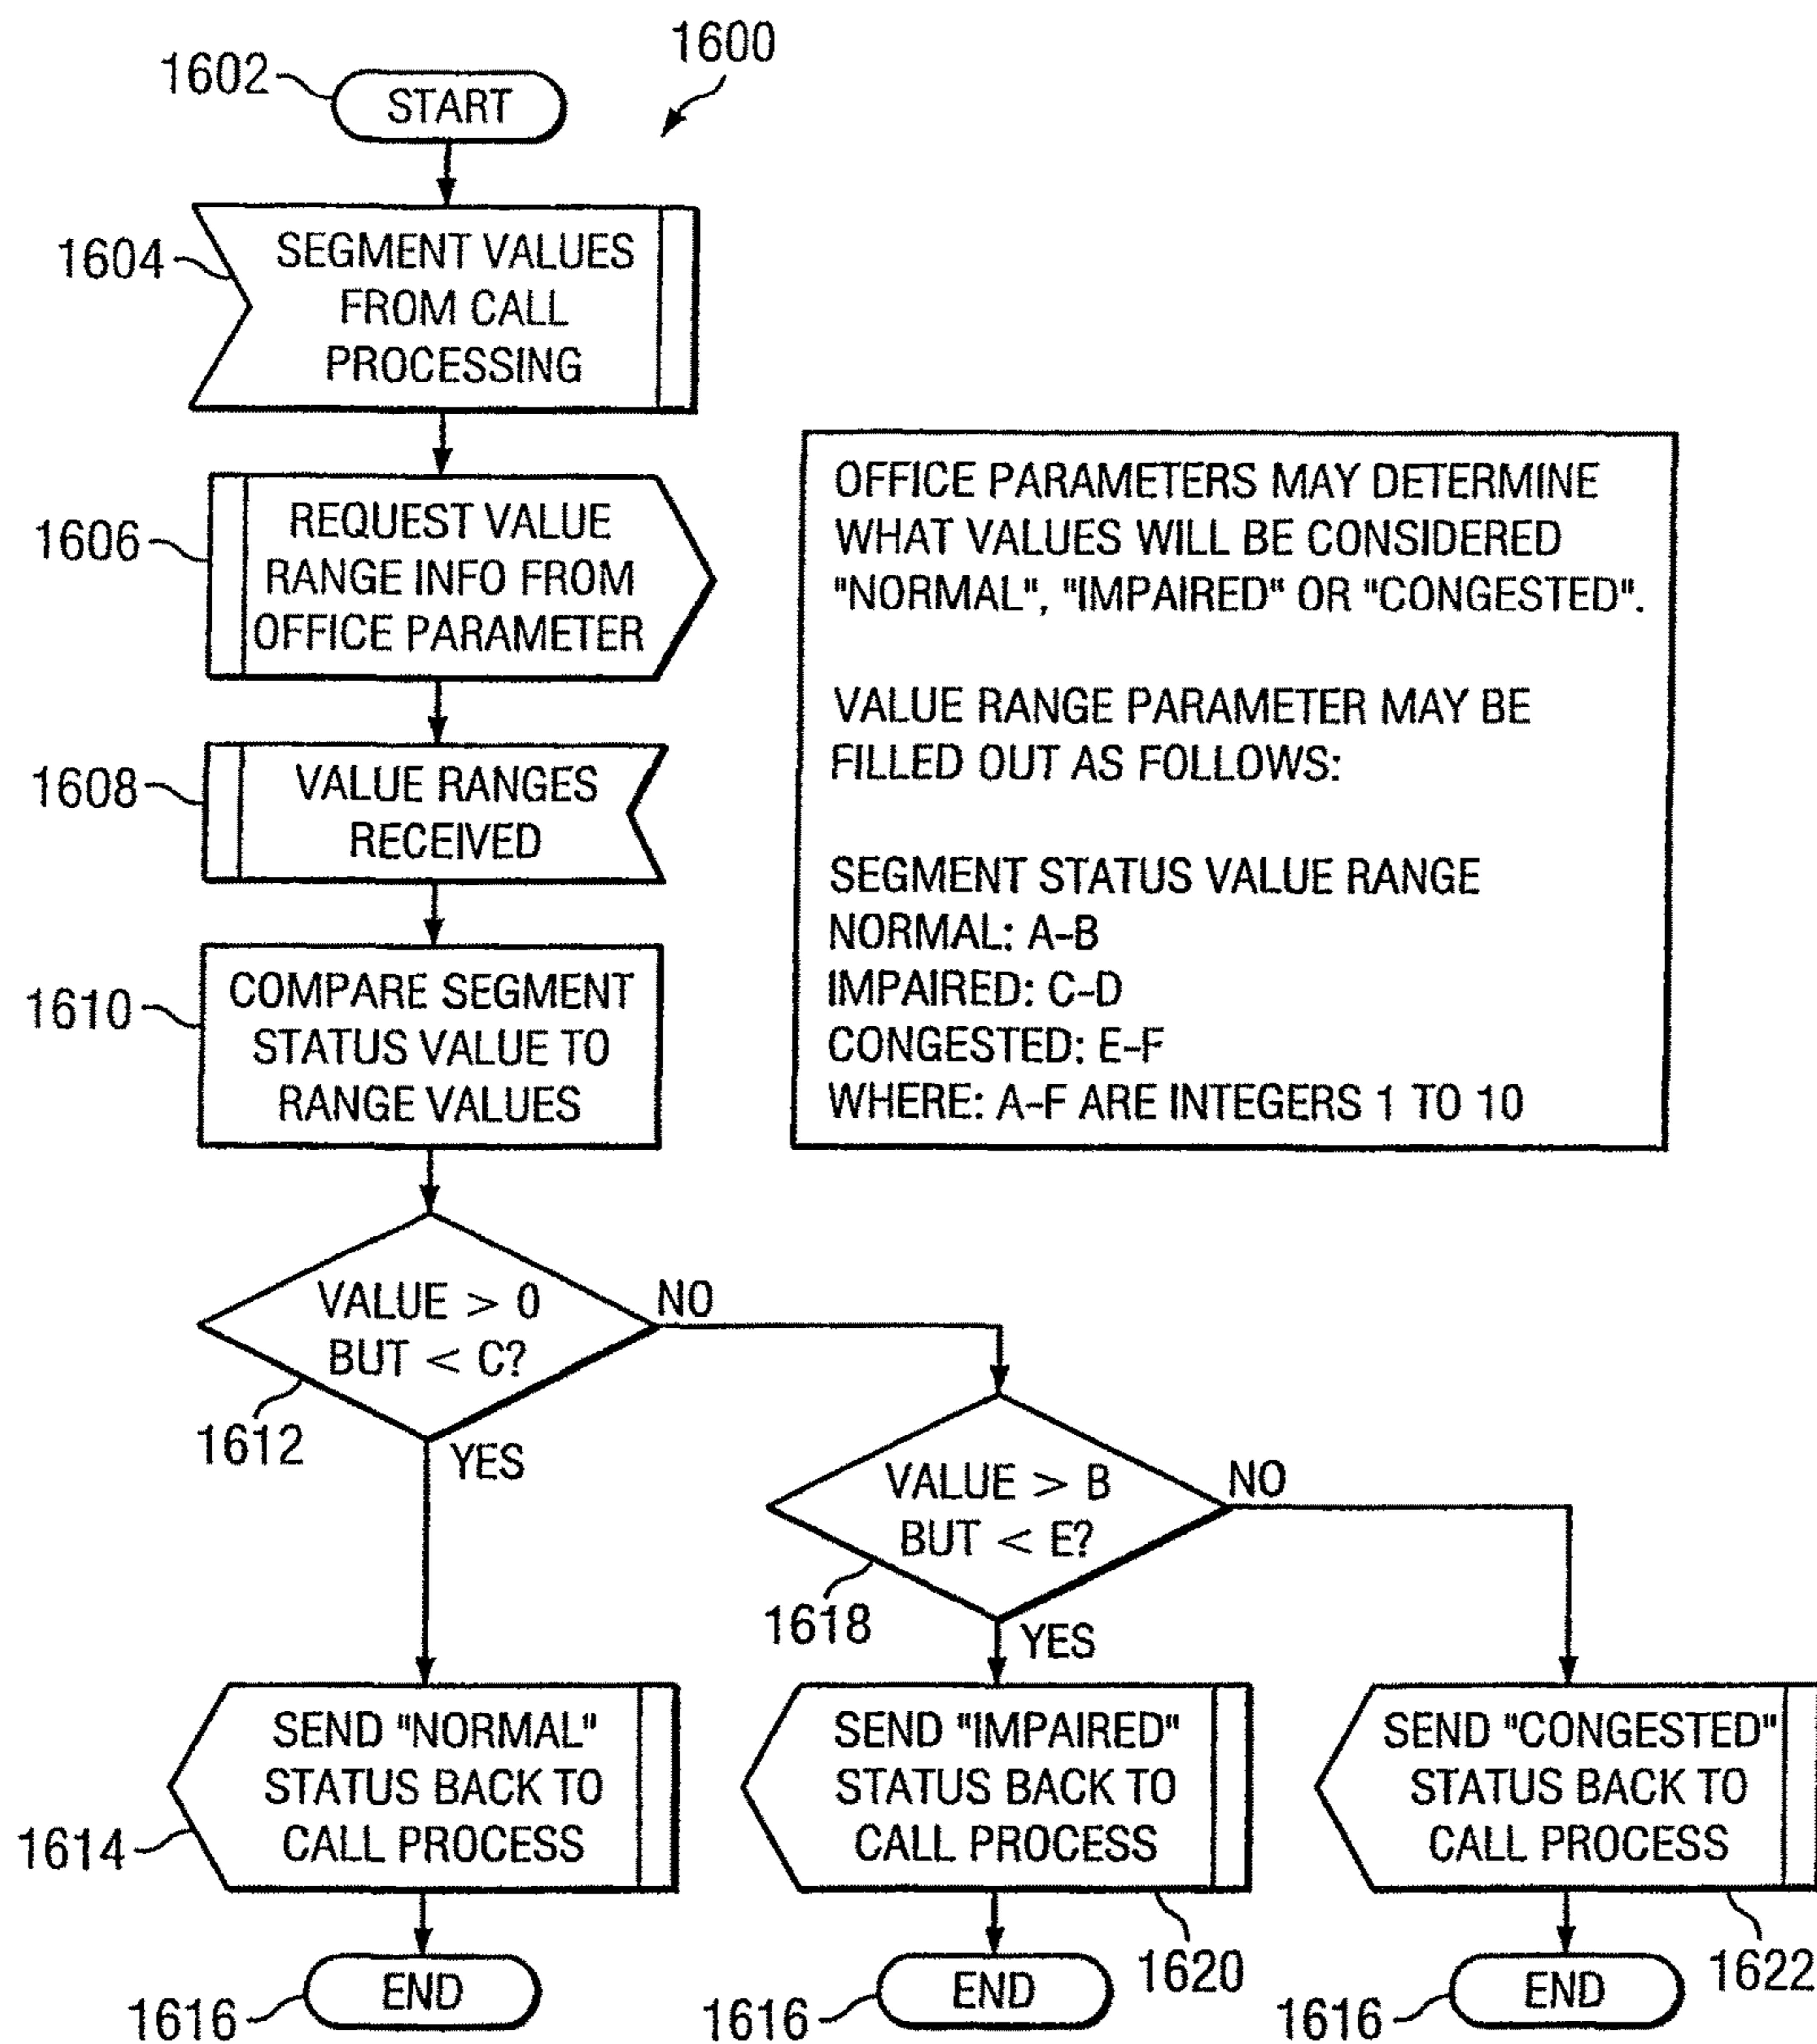 1600
1602
START
1604
SEGMENT VALUES
FROM CALL
PROCESSING
1606
REQUEST VALUE
RANGE INFO FROM
OFFICE PARAMETER
1608
VALUE RANGES
RECEIVED
1610
COMPARE SEGMENT
STATUS VALUE TO
RANGE VALUES
OFFICE PARAMETERS MAY DETERMINE
WHAT VALUES WILL BE CONSIDERED
"NORMAL", "IMPAIRED" OR "CONGESTED".
VALUE RANGE PARAMETER MAY BE
FILLED OUT AS FOLLOWS:
SEGMENT STATUS VALUE RANGE
NORMAL: A-B
IMPAIRED: C-D
CONGESTED: E-F
WHERE: A-F ARE INTEGERS 1 TO 10
VALUE > 0
BUT < C?
NO
1612
YES
VALUE > B
BUT < E?
NO
1618
YES
SEND "NORMAL"
STATUS BACK TO
CALL PROCESS
1614
END
1616
SEND "IMPAIRED"
STATUS BACK TO
CALL PROCESS
1620
END
1616
SEND "CONGESTED"
STATUS BACK TO
CALL PROCESS
1622
END
1616